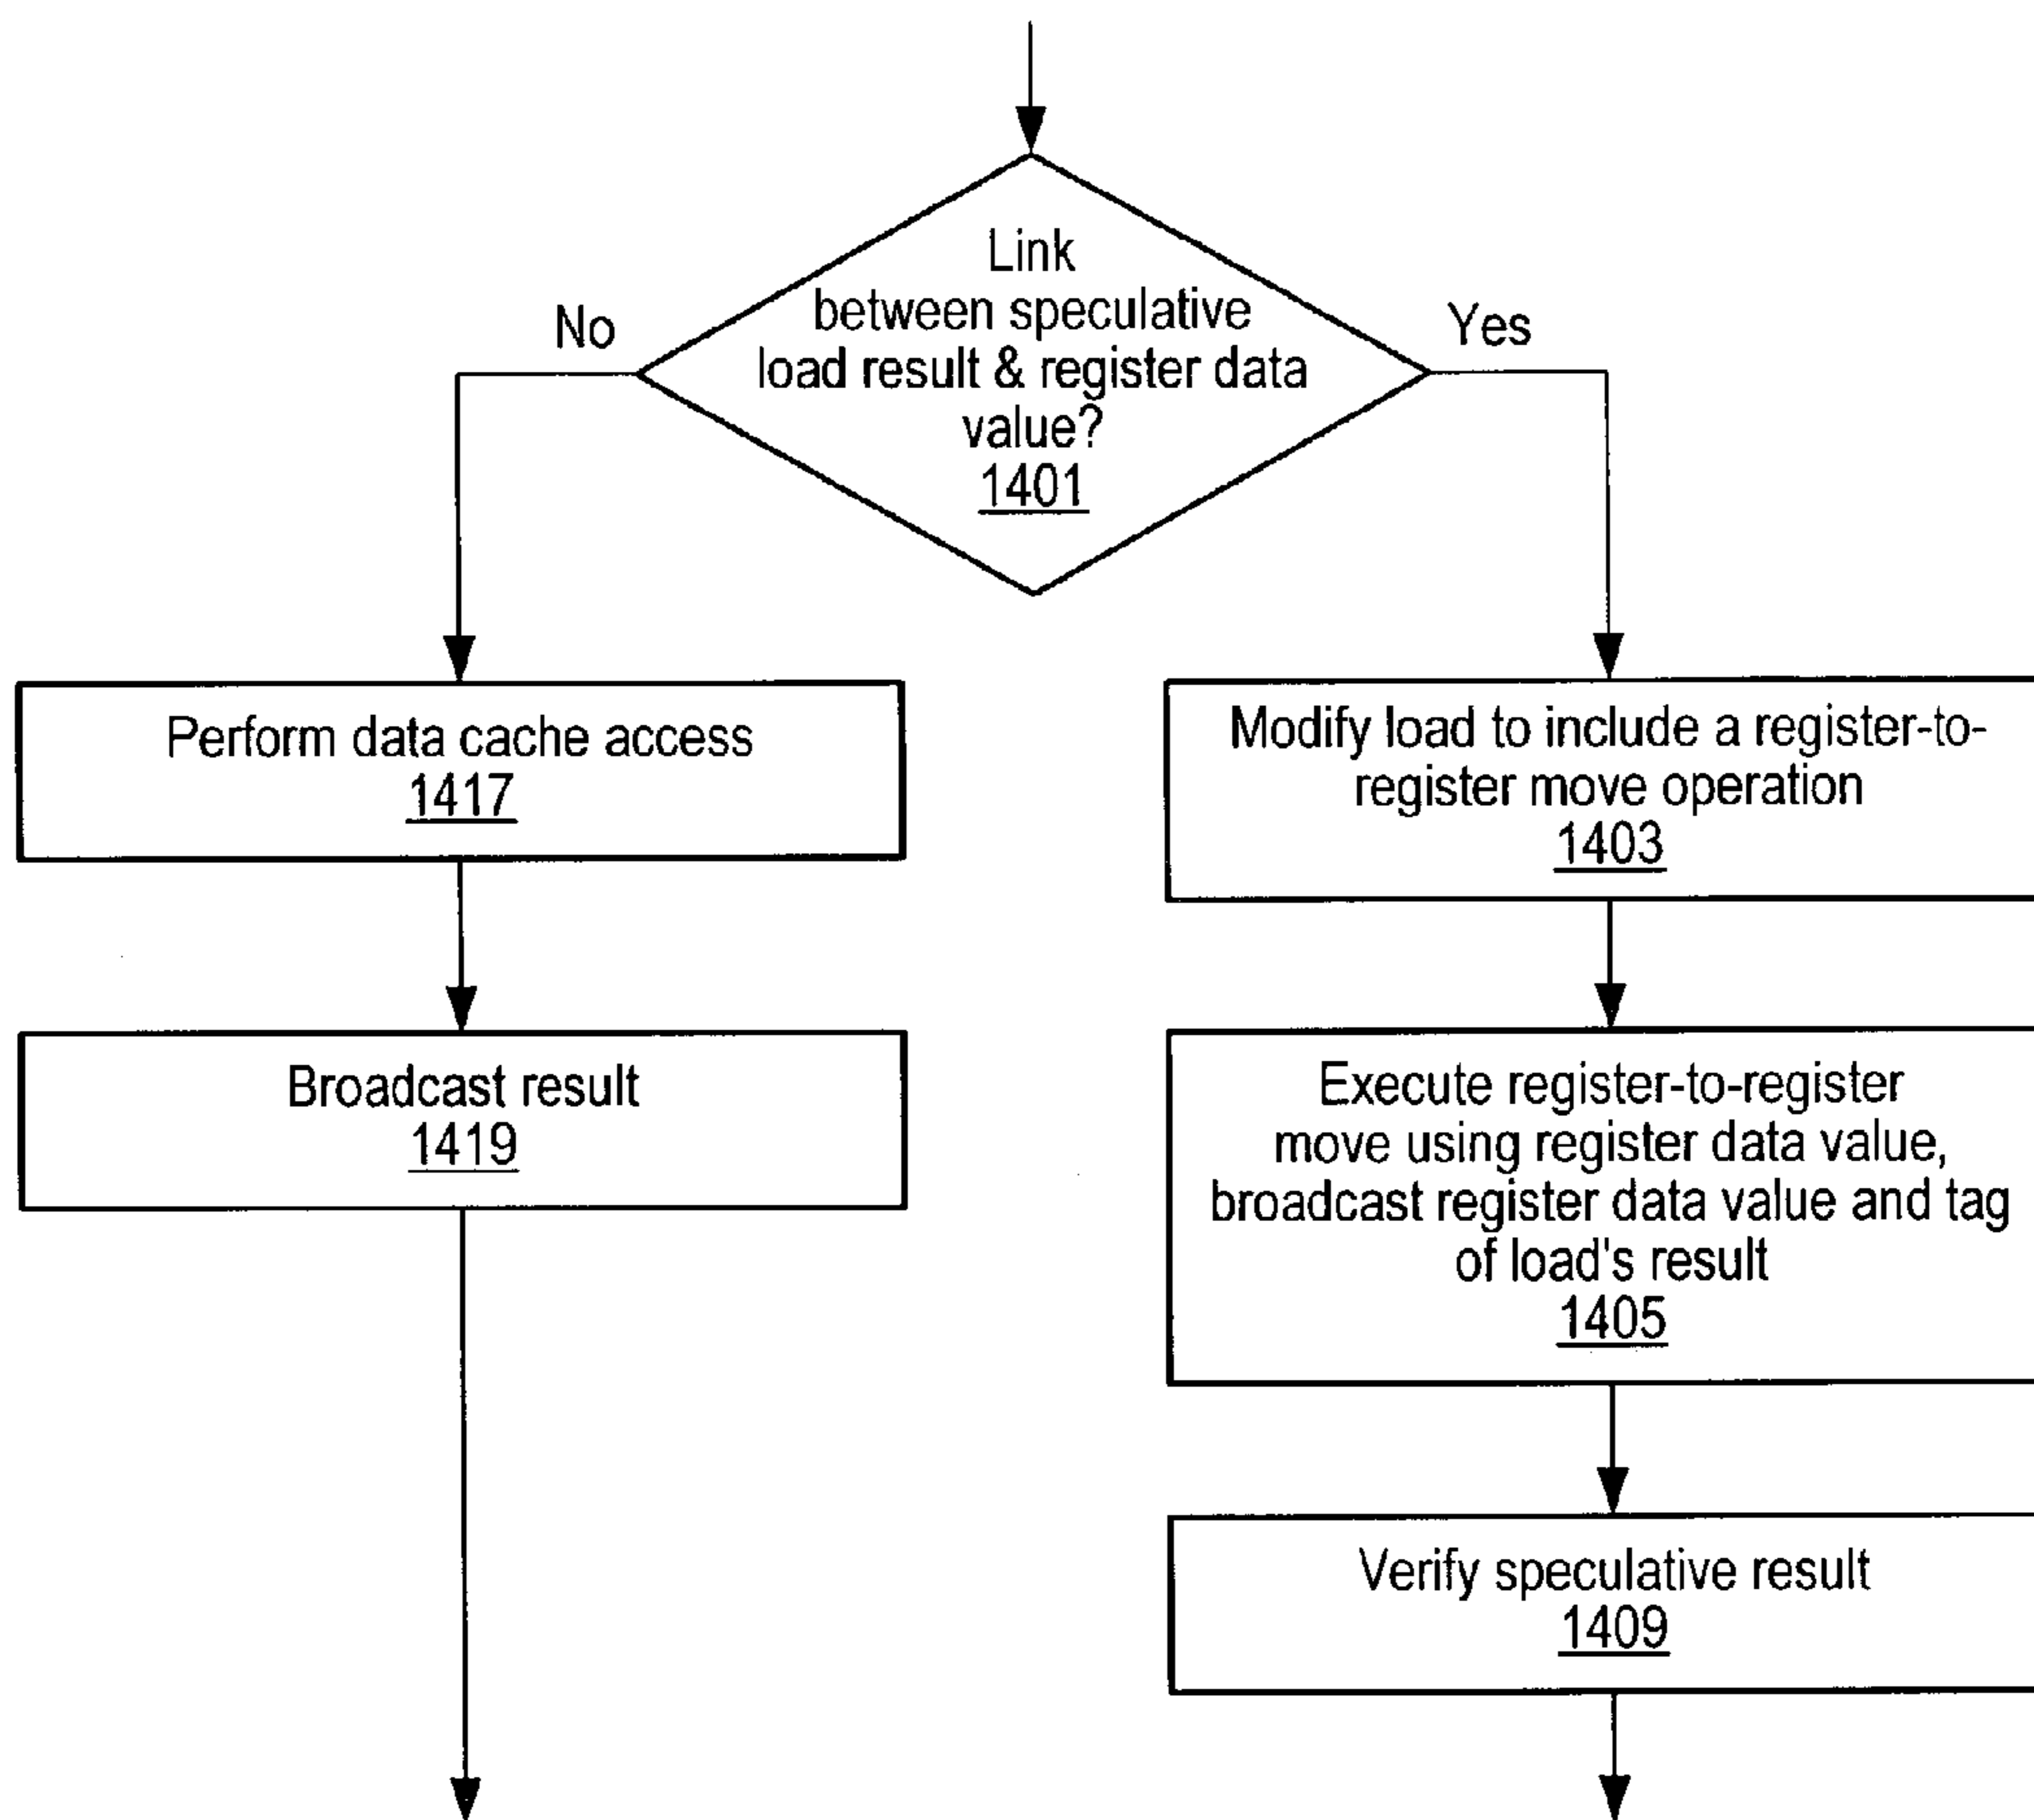 Link
between speculative
load result & register data
value?
1401
No
Yes
Perform data cache access
1417
Modify load to include a register-to-
register move operation
1403
Broadcast result
1419
Execute register-to-register
move using register data value,
broadcast register data value and tag
of load's result
1405
Verify speculative result
1409